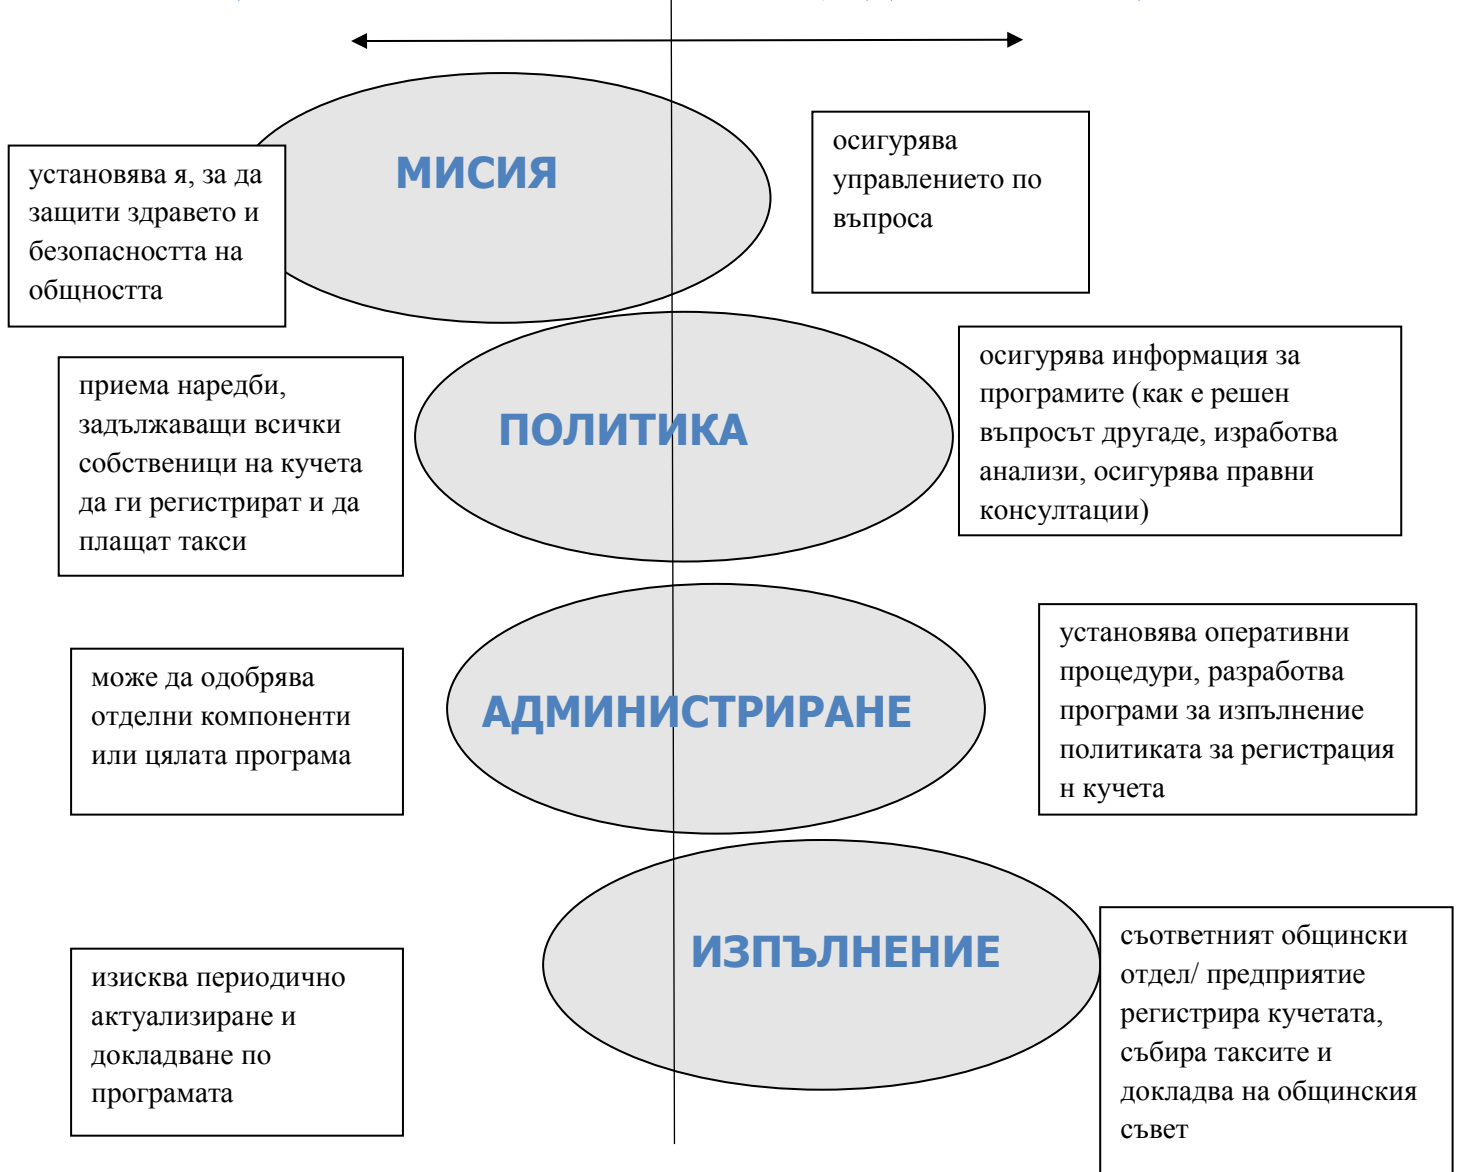 МИСИЯ
установява я, за да
защити здравето и
безопасността на
общността
осигурява
управлението по
въпроса
ПОЛИТИКА
приема наредби,
задължаващи всички
собственици на кучета
да ги регистрират и да
плащат такси
осигурява информация за
програмите (как е решен
въпросът другаде, изработва
анализи, осигурява правни
консултации)
АДМИНИСТРИРАНЕ
може да одобрява
отделни компоненти
или цялата програма
установява оперативни
процедури, разработва
програми за изпълнение
политиката за регистрация
н кучета
ИЗПЪЛНЕНИЕ
изисква периодично
актуализиране и
докладване по
програмата
съответният общински
отдел/ предприятие
регистрира кучетата,
събира таксите и
докладва на общинския
съвет